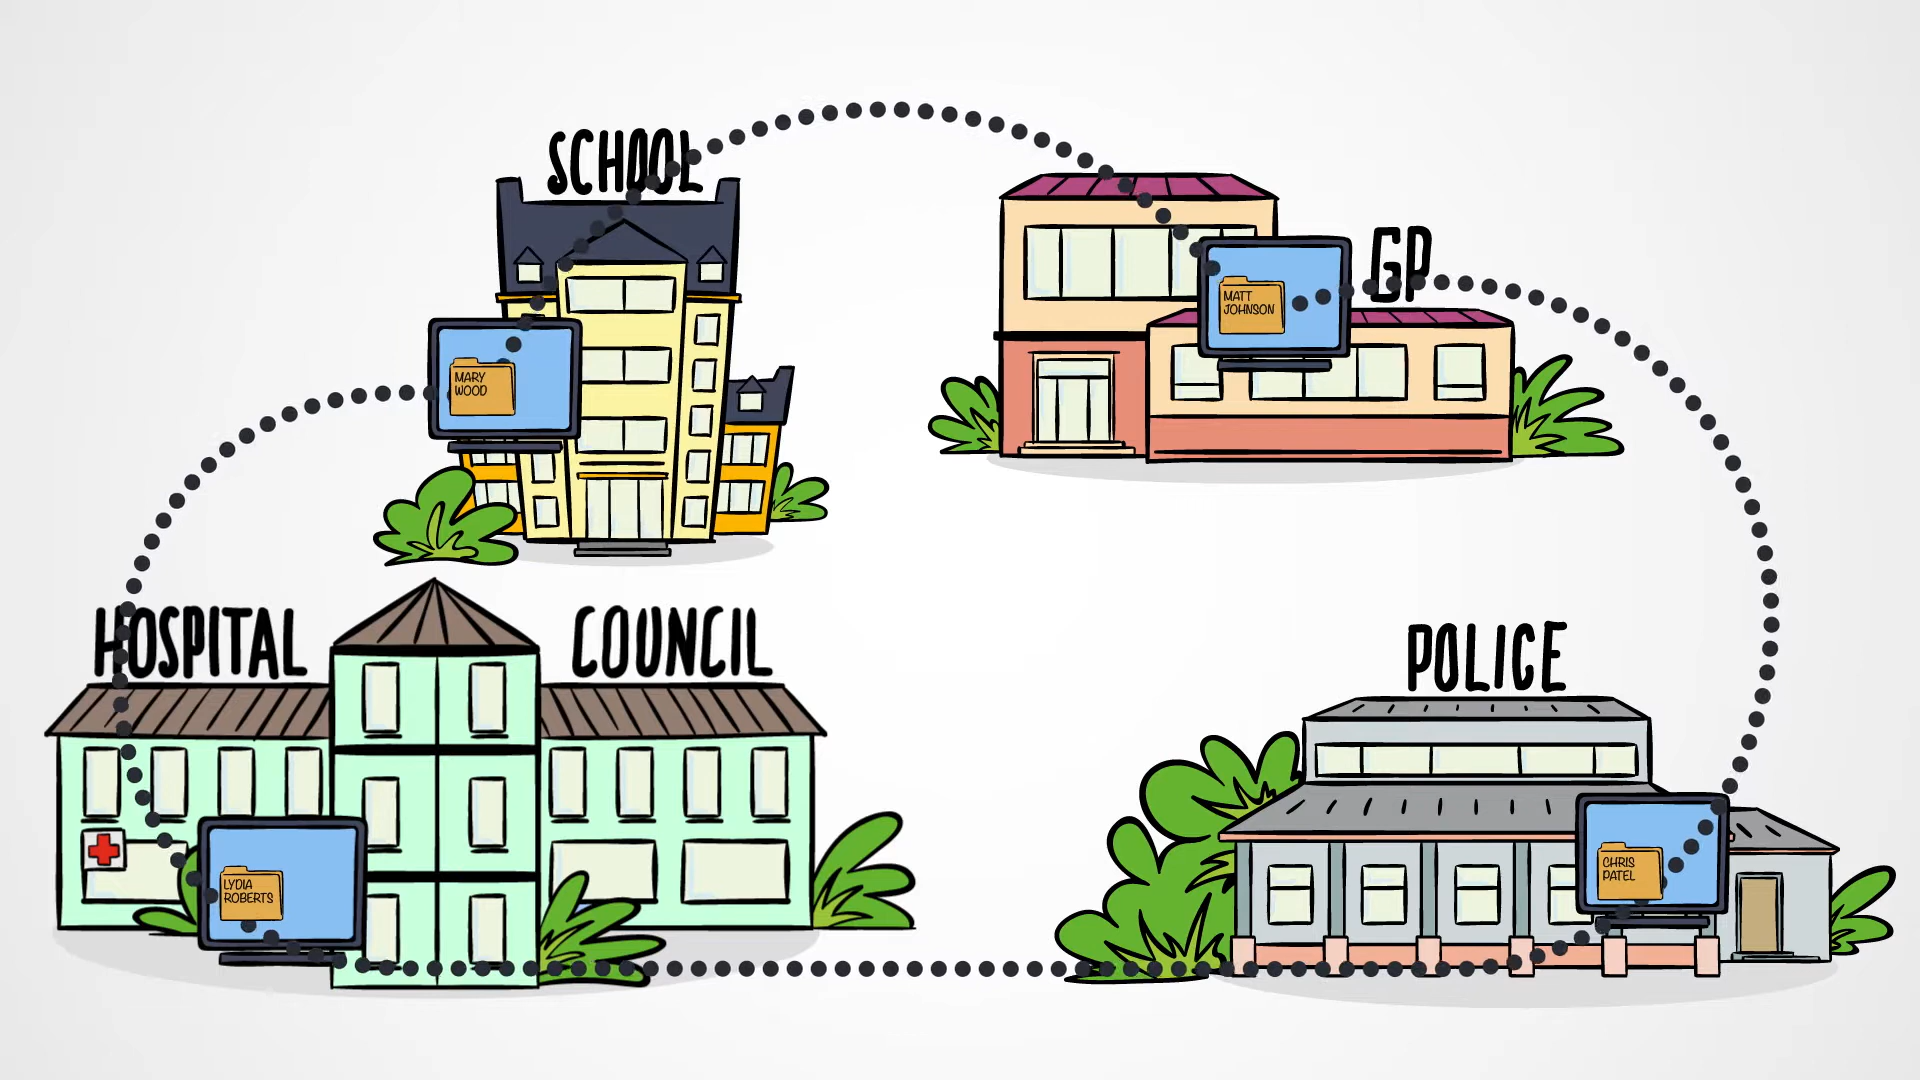 SCHOOL
GP
MATT
JOHNSON
MARY
WOOD
HOSPITAL
COUNCIL
POLICE
LYDIA
ROBERTS
CHRIS
PATEL